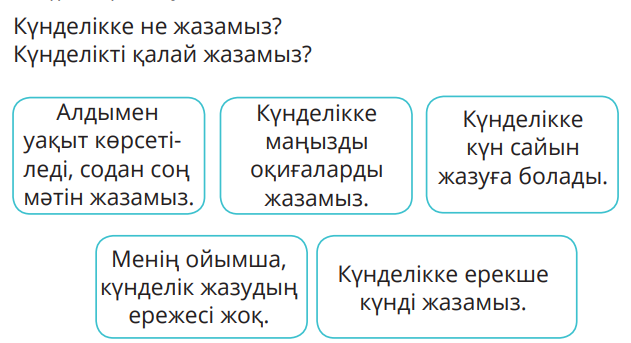 Күнделікке не жазамыз?
Күнделікті қалай жазамыз?
Алдымен
уақыт көрсеті-
леді, содан соң
мәтін жазамыз.
Күнделікке
маңызды
оқиғаларды
жазамыз.
Күнделікке
күн сайын
жазуға болады.
Менің ойымша,
күнделік жазудың
ережесі жоқ.
Күнделікке ерекше
күнді жазамыз.